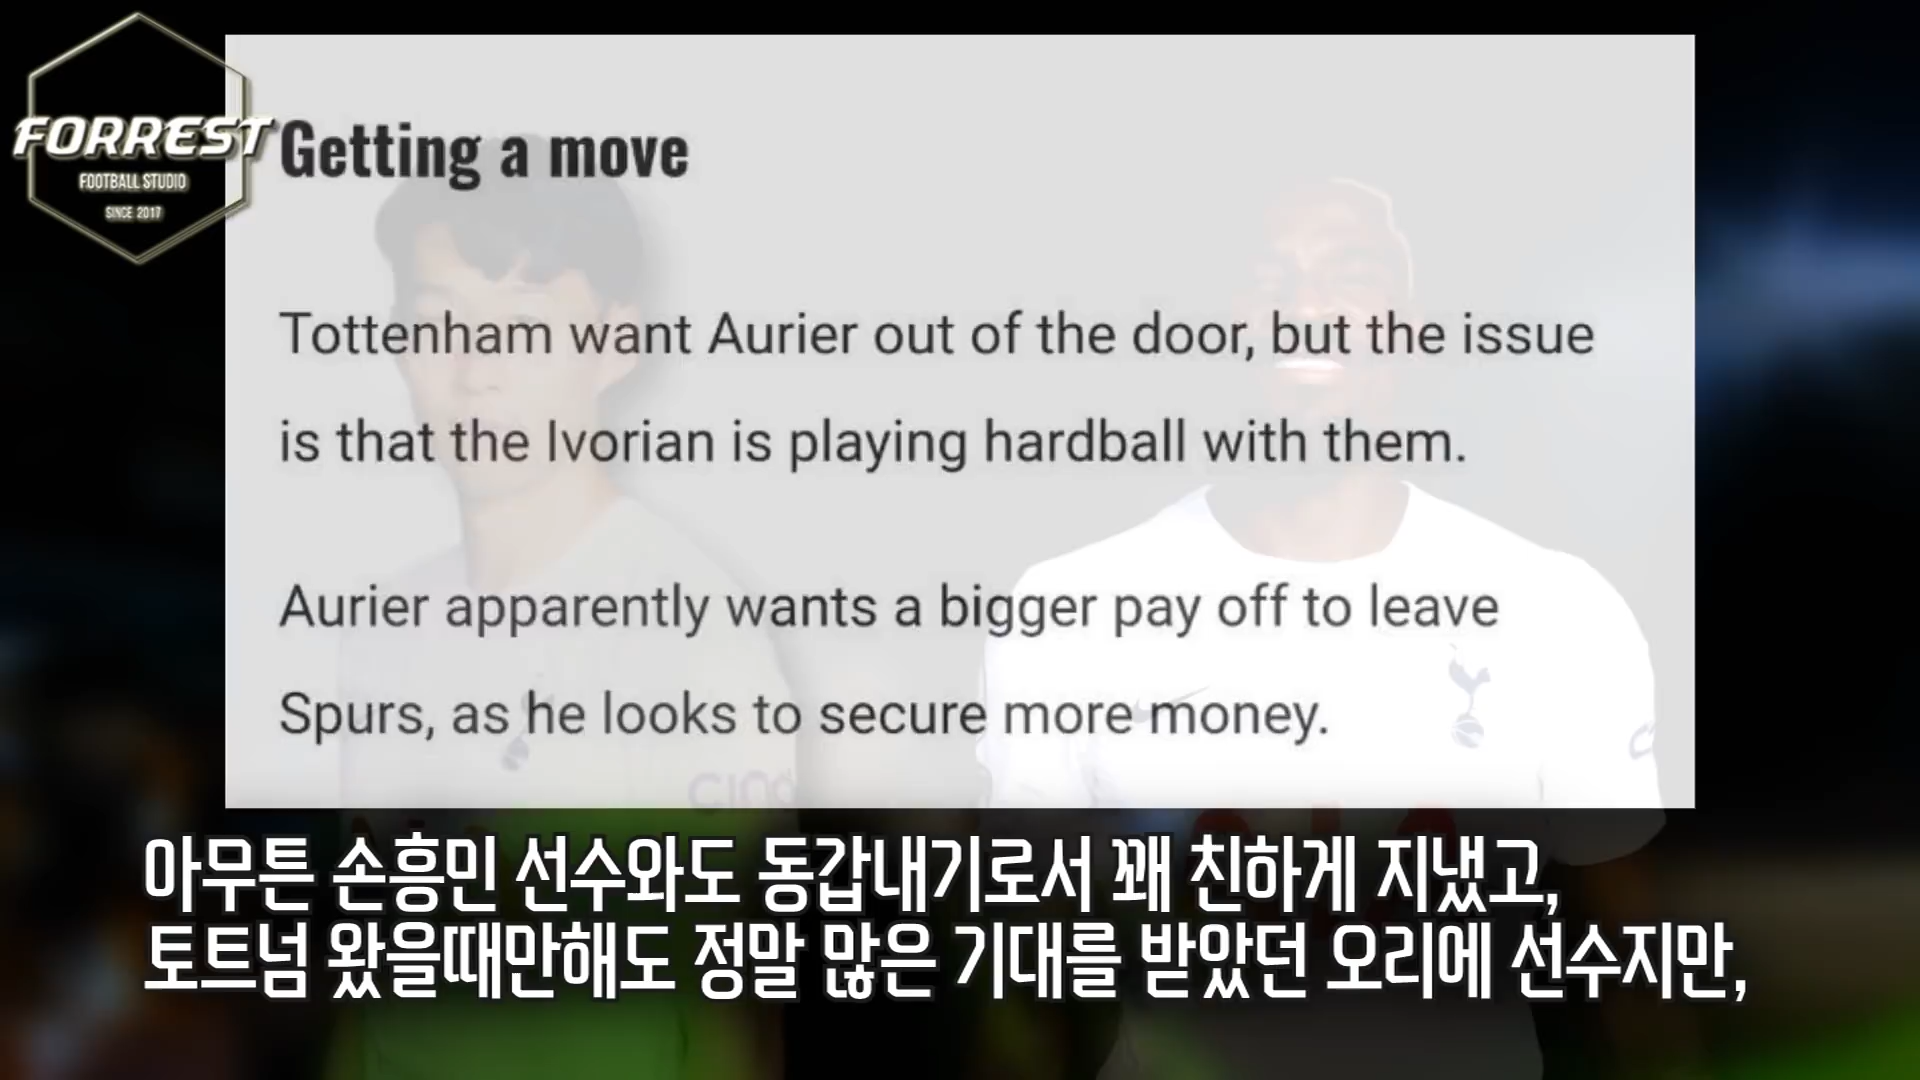 FORREST
FOOTBALL STUDIO
SINCE 2017
Getting a move
Tottenham want Aurier out of the door, but the issue
is that the Ivorian is playing hardball with them.
Aurier apparently wants a bigger pay off to leave
Spurs, as he looks to secure more money.
아무튼 손흥민 선수와도 동갑내기로서 꽤 친하게 지냈고,
토트넘 왔을때만해도 정말 많은 기대를 받았던 오리에 선수지만,